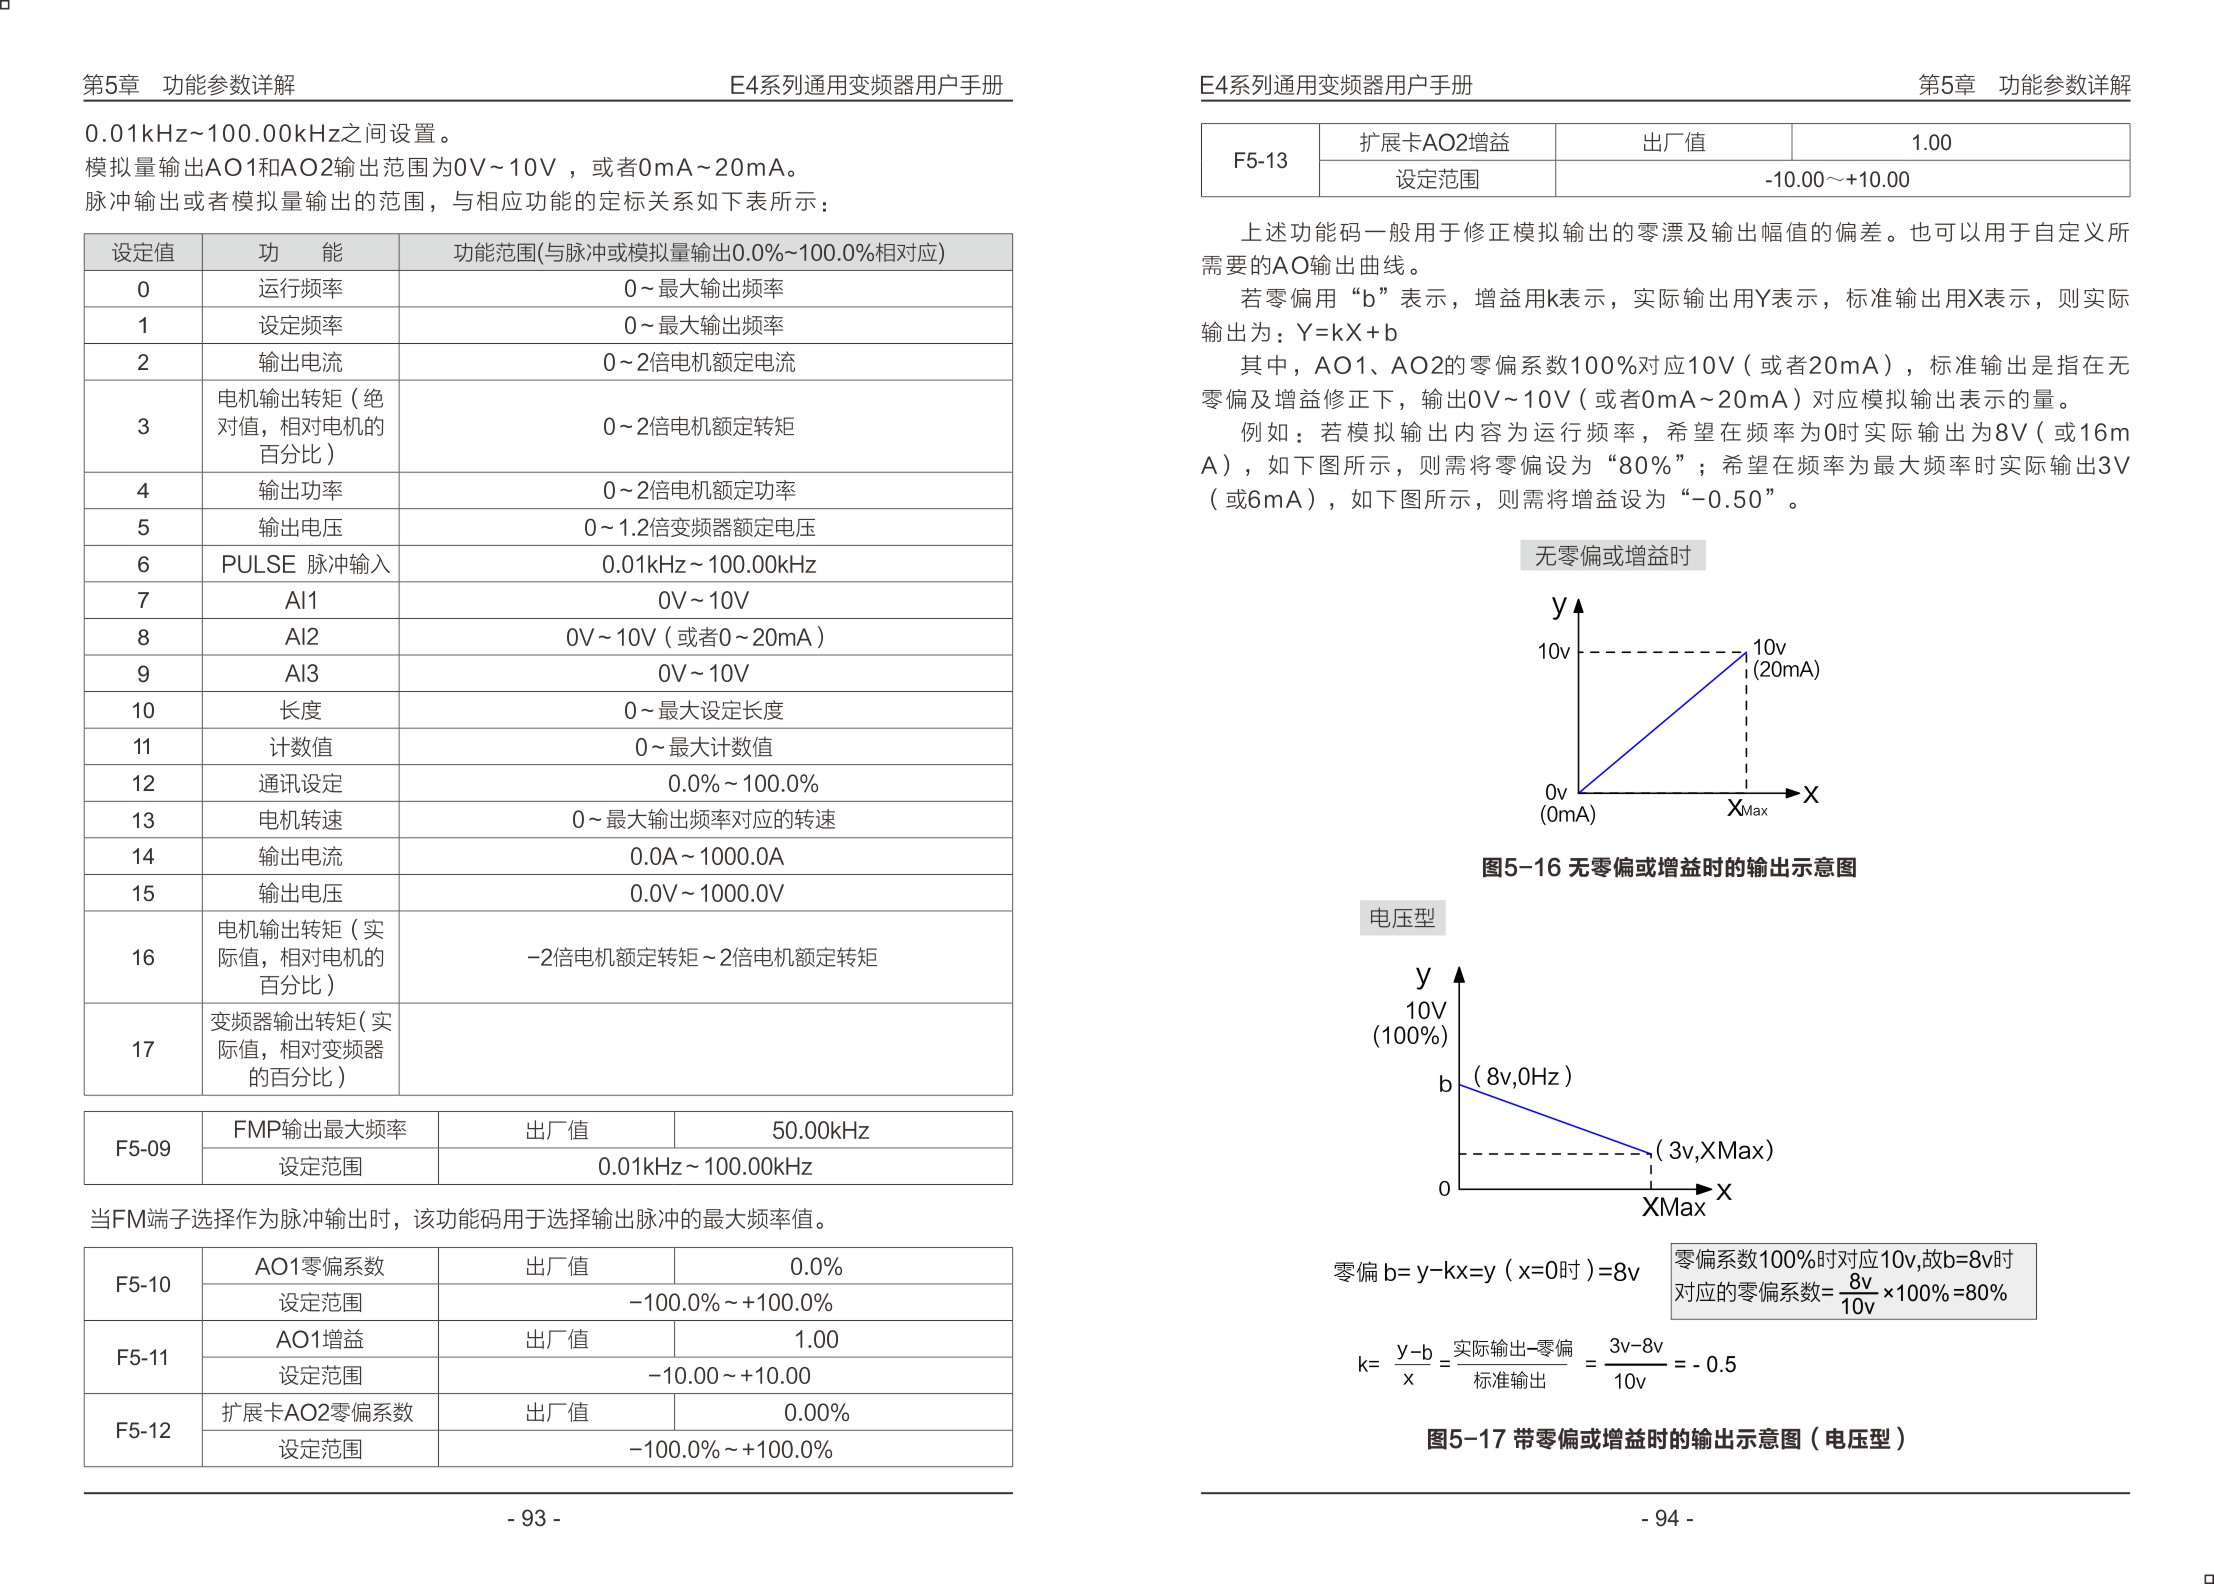 第5章　功能参数详解
E4系列通用变频器用户手册
0.01kHz~100.00kHz之间设置。
模拟量输出AO1和AO2输出范围为0V~10V ，或者0mA~20mA。
脉冲输出或者模拟量输出的范围，与相应功能的定标关系如下表所示：
设定值 功　　能 功能范围(与脉冲或模拟量输出0.0%~100.0%相对应)
0 运行频率 0~最大输出频率
1 设定频率 0~最大输出频率
2 输出电流 0~2倍电机额定电流
3 电机输出转矩（绝
对值，相对电机的
百分比） 0~2倍电机额定转矩
4 输出功率 0~2倍电机额定功率
5 输出电压 0~1.2倍变频器额定电压
6 PULSE 脉冲输入 0.01kHz~100.00kHz
7 AI1 0V~10V
8 AI2 0V~10V（或者0~20mA）
9 AI3 0V~10V
10 长度 0~最大设定长度
11 计数值 0~最大计数值
12 通讯设定 0.0%~100.0%
13 电机转速 0~最大输出频率对应的转速
14 输出电流 0.0A~1000.0A
15 输出电压 0.0V~1000.0V
16 电机输出转矩（实
际值，相对电机的
百分比） −2倍电机额定转矩~2倍电机额定转矩
17 变频器输出转矩（实
际值，相对变频器
的百分比）
F5-09 FMP输出最大频率 出厂值 50.00kHz
设定范围 0.01kHz~100.00kHz
当FM端子选择作为脉冲输出时，该功能码用于选择输出脉冲的最大频率值。
F5-10 AO1零偏系数 出厂值 0.0%
设定范围 −100.0%~+100.0%
F5-11 AO1增益 出厂值 1.00
设定范围 −10.00~+10.00
F5-12 扩展卡AO2零偏系数 出厂值 0.00%
设定范围 −100.0%~+100.0%
- 93 -
E4系列通用变频器用户手册
第5章　功能参数详解
F5-13 扩展卡AO2增益 出厂值 1.00
设定范围 -10.00～+10.00
上述功能码一般用于修正模拟输出的零漂及输出幅值的偏差。也可以用于自定义所
需要的AO输出曲线。
若零偏用“b”表示，增益用k表示，实际输出用Y表示，标准输出用X表示，则实际
输出为：Y=kX+b
其中，AO1、AO2的零偏系数100%对应10V（或者20mA），标准输出是指在无
零偏及增益修正下，输出0V~10V（或者0mA~20mA）对应模拟输出表示的量。
例如：若模拟输出内容为运行频率，希望在频率为0时实际输出为8V（或16m
A），如下图所示，则需将零偏设为“80%”；希望在频率为最大频率时实际输出3V
（或6mA），如下图所示，则需将增益设为“−0.50”。
无零偏或增益时
y
10v
10v
(20mA)
0v
(0mA)
XMax
X
图5−16 无零偏或增益时的输出示意图
电压型
y
10V
(100%)
b
（8v,0Hz）
（3v,XMax）
0
XMax
X
零偏 b= y−kx=y（x=0时）=8v
零偏系数100%时对应10v,故b=8v时
对应的零偏系数= 8v/10v ×100%=80%
k= y−b/x = 实际输出−零偏/标准输出 = 3v−8v/10v = - 0.5
图5−17 带零偏或增益时的输出示意图（电压型）
- 94 -